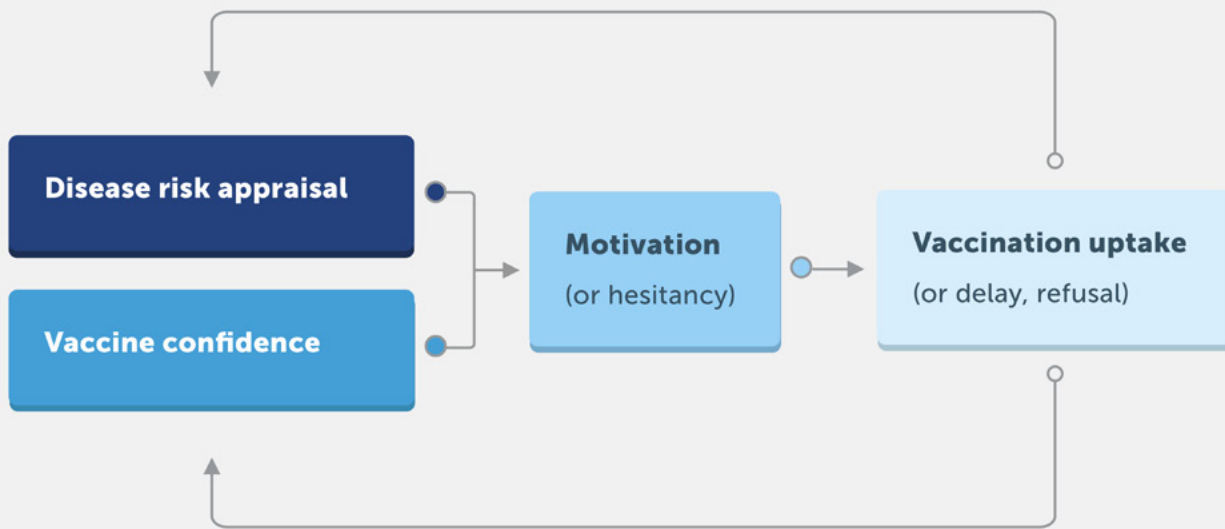 Disease risk appraisal
Vaccine confidence
Motivation
(or hesitancy)
Vaccination uptake
(or delay, refusal)